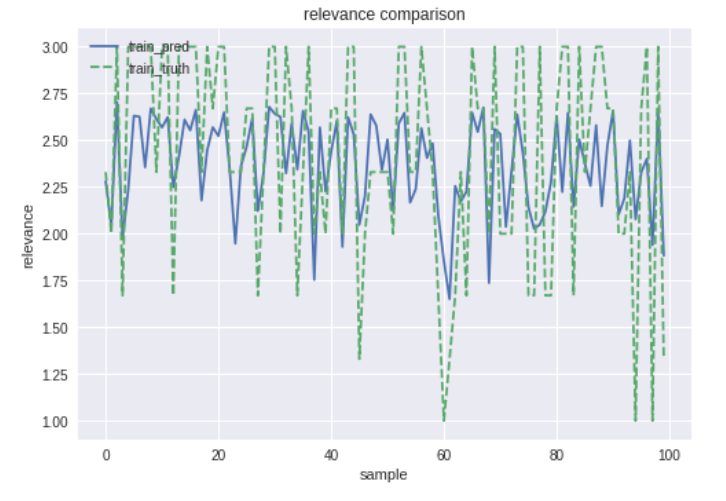 relevance comparison
train_pred
train_truth
3.00
2.75
2.50
2.25
2.00
1.75
1.50
1.25
1.00
relevance
0 20 40 60 80 100
sample